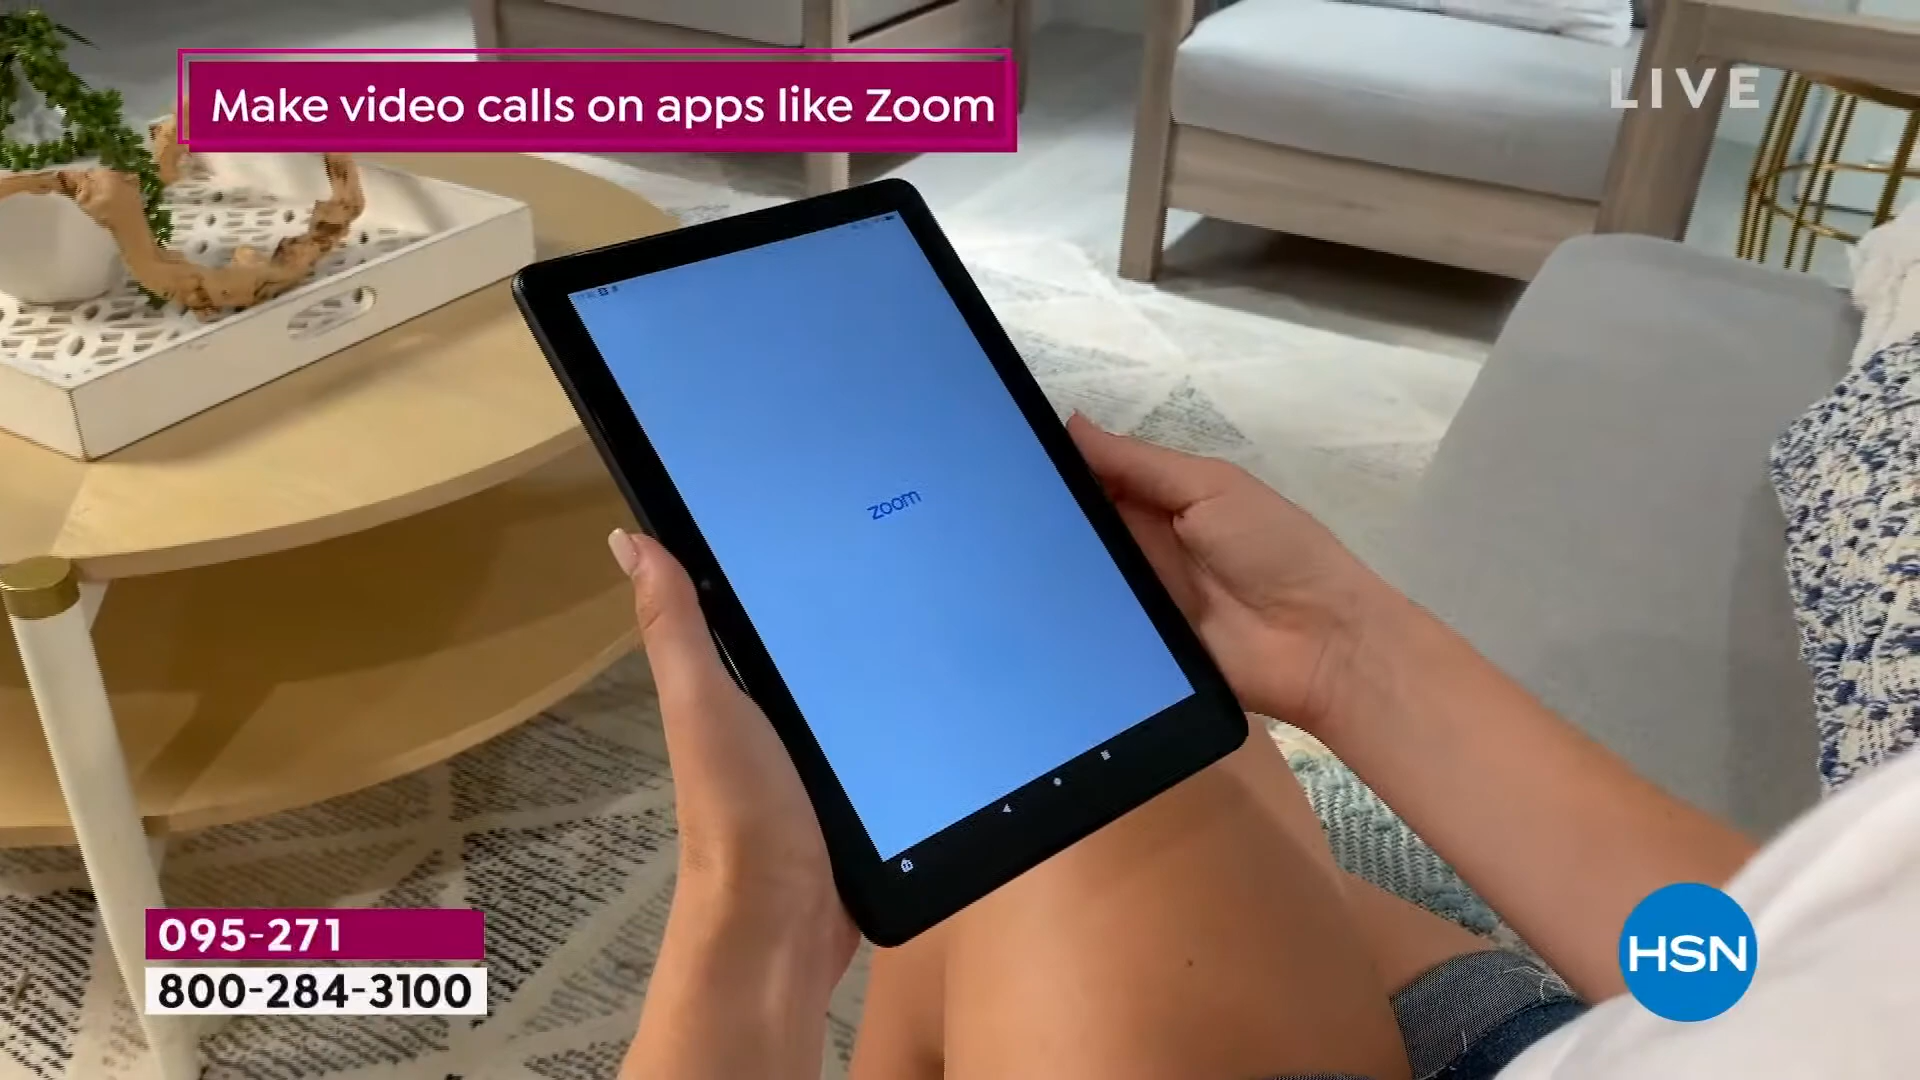 Make video calls on apps like Zoom
LIVE
zoom
095-271
800-284-3100
HSN